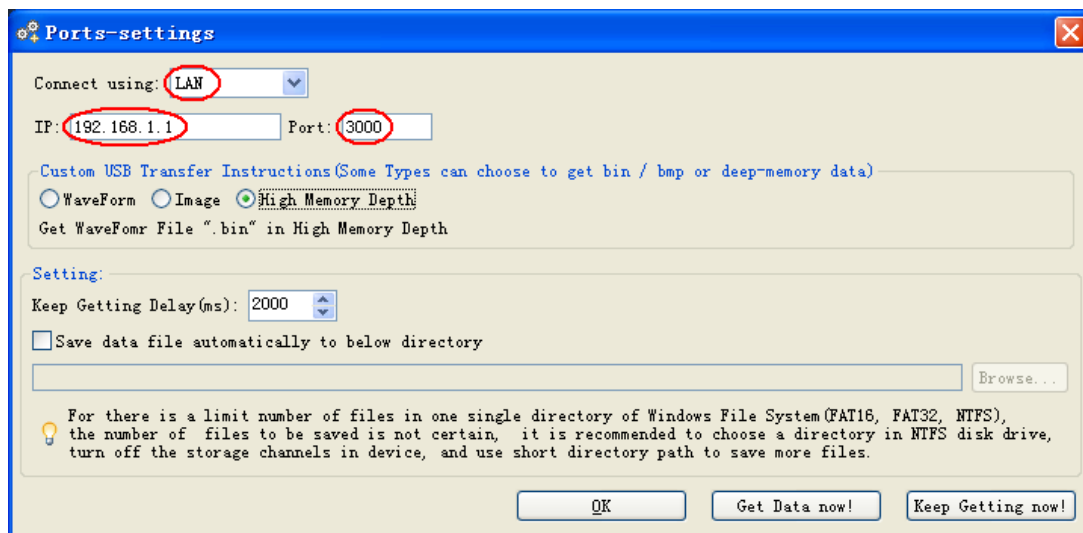 Ports-settings
Connect using: LAN
IP: 192.168.1.1 Port: 3000
Custom USB Transfer Instructions(Some Types can choose to get bin / bmp or deep-memory data)
WaveForm Image High Memory Depth
Get WaveFomr File ".bin" in High Memory Depth
Setting:
Keep Getting Delay(ms): 2000
Save data file automatically to below directory
Browse...
For there is a limit number of files in one single directory of Windows File System(FAT16, FAT32, NTFS),
the number of files to be saved is not certain, it is recommended to choose a directory in NTFS disk drive,
turn off the storage channels in device, and use short directory path to save more files.
OK Get Data now! Keep Getting now!